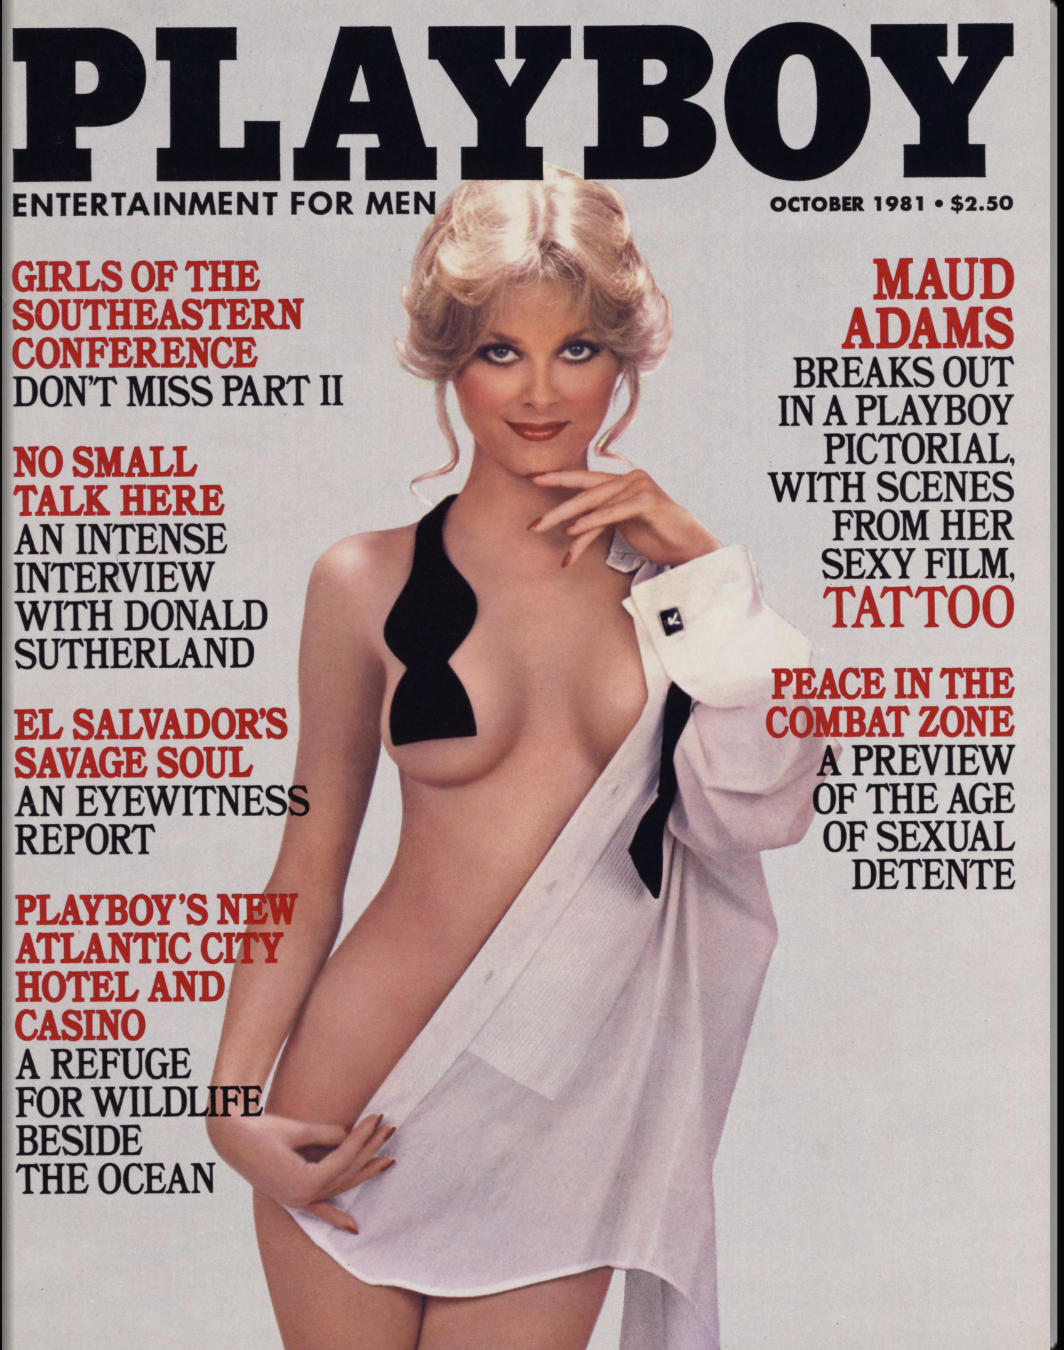 PLAYBOY
ENTERTAINMENT FOR MEN
OCTOBER 1981 • $2.50
GIRLS OF THE
SOUTHEASTERN
CONFERENCE
DON'T MISS PART II
NO SMALL
TALK HERE
AN INTENSE
INTERVIEW
WITH DONALD
SUTHERLAND
EL SALVADOR'S
SAVAGE SOUL
AN EYEWITNESS
REPORT
PLAYBOY'S NEW
ATLANTIC CITY
HOTEL AND
CASINO
A REFUGE
FOR WILDLIFE
BESIDE
THE OCEAN
MAUD
ADAMS
BREAKS OUT
IN A PLAYBOY
PICTORIAL,
WITH SCENES
FROM HER
SEXY FILM,
TATTOO
PEACE IN THE
COMBAT ZONE
A PREVIEW
OF THE AGE
OF SEXUAL
DETENTE